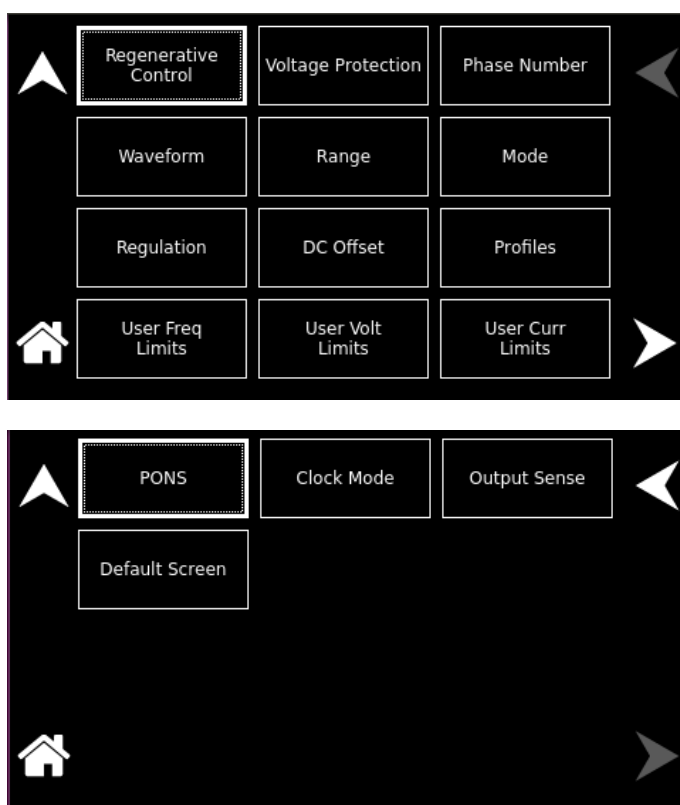 Regenerative
Control
Voltage Protection
Phase Number
Waveform
Range
Mode
Regulation
DC Offset
Profiles
User Freq
Limits
User Volt
Limits
User Curr
Limits
PONS
Clock Mode
Output Sense
Default Screen